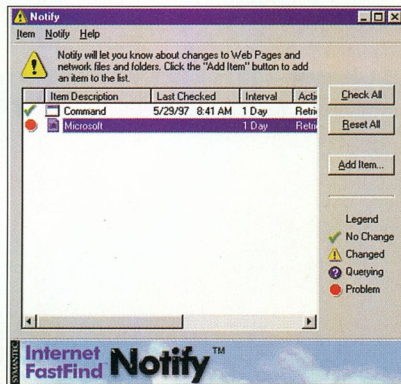 Notify
Item Notify Help
Notify will let you know about changes to Web Pages and
network files and folders. Click the "Add Item" button to add
an item to the list.
Item Description Last Checked Interval Acti
Command 5/29/97 8:41 AM 1 Day Retri
Microsoft 1 Day Retri
Check All
Reset All
Add Item...
Legend
No Change
Changed
Querying
Problem
SYMANTEC
Internet
FastFind
Notify™